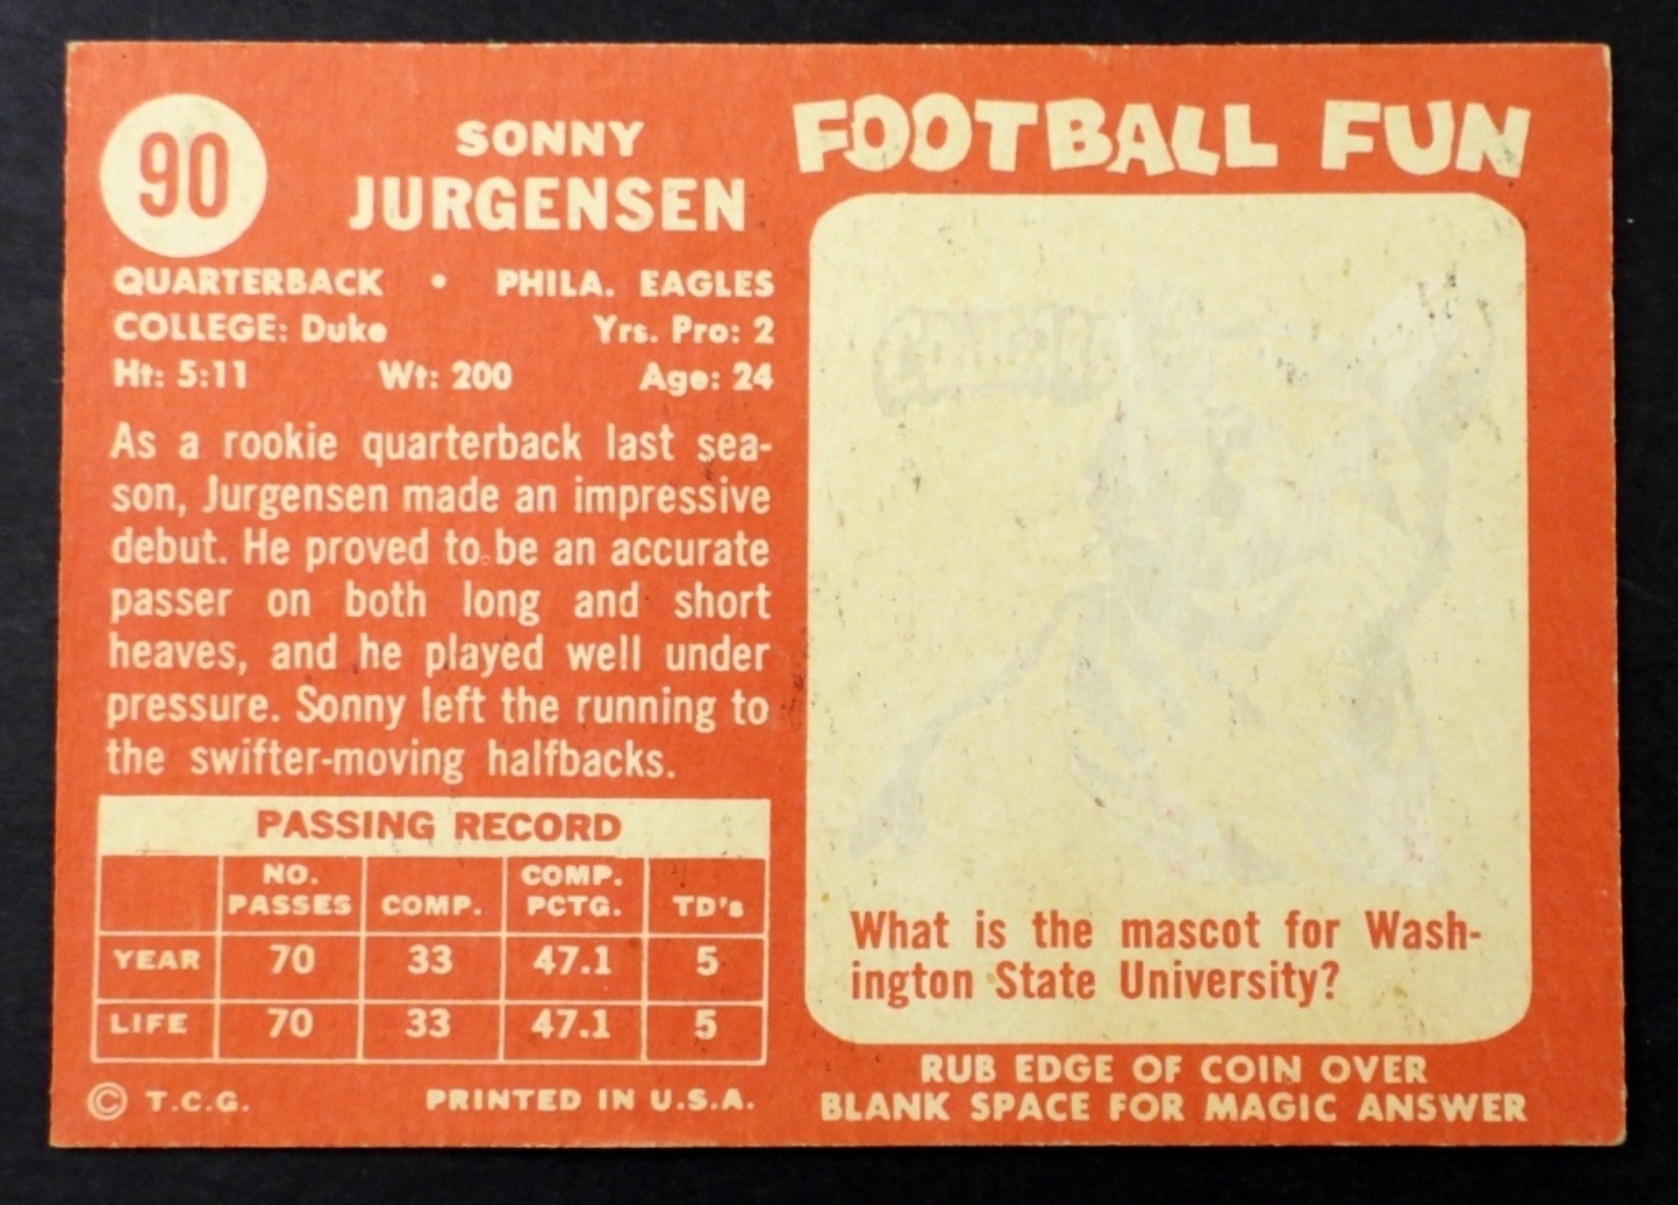 90
SONNY
JURGENSEN
QUARTERBACK • PHILA. EAGLES
COLLEGE: Duke Yrs. Pro: 2
Ht: 5:11 Wt: 200 Age: 24
As a rookie quarterback last sea-
son, Jurgensen made an impressive
debut. He proved to be an accurate
passer on both long and short
heaves, and he played well under
pressure. Sonny left the running to
the swifter-moving halfbacks.
PASSING RECORD
NO. PASSES COMP. COMP. PCTG. TD's
YEAR 70 33 47.1 5
LIFE 70 33 47.1 5
© T.C.G. PRINTED IN U.S.A.
FOOTBALL FUN
COUGAR
What is the mascot for Wash-
ington State University?
RUB EDGE OF COIN OVER
BLANK SPACE FOR MAGIC ANSWER